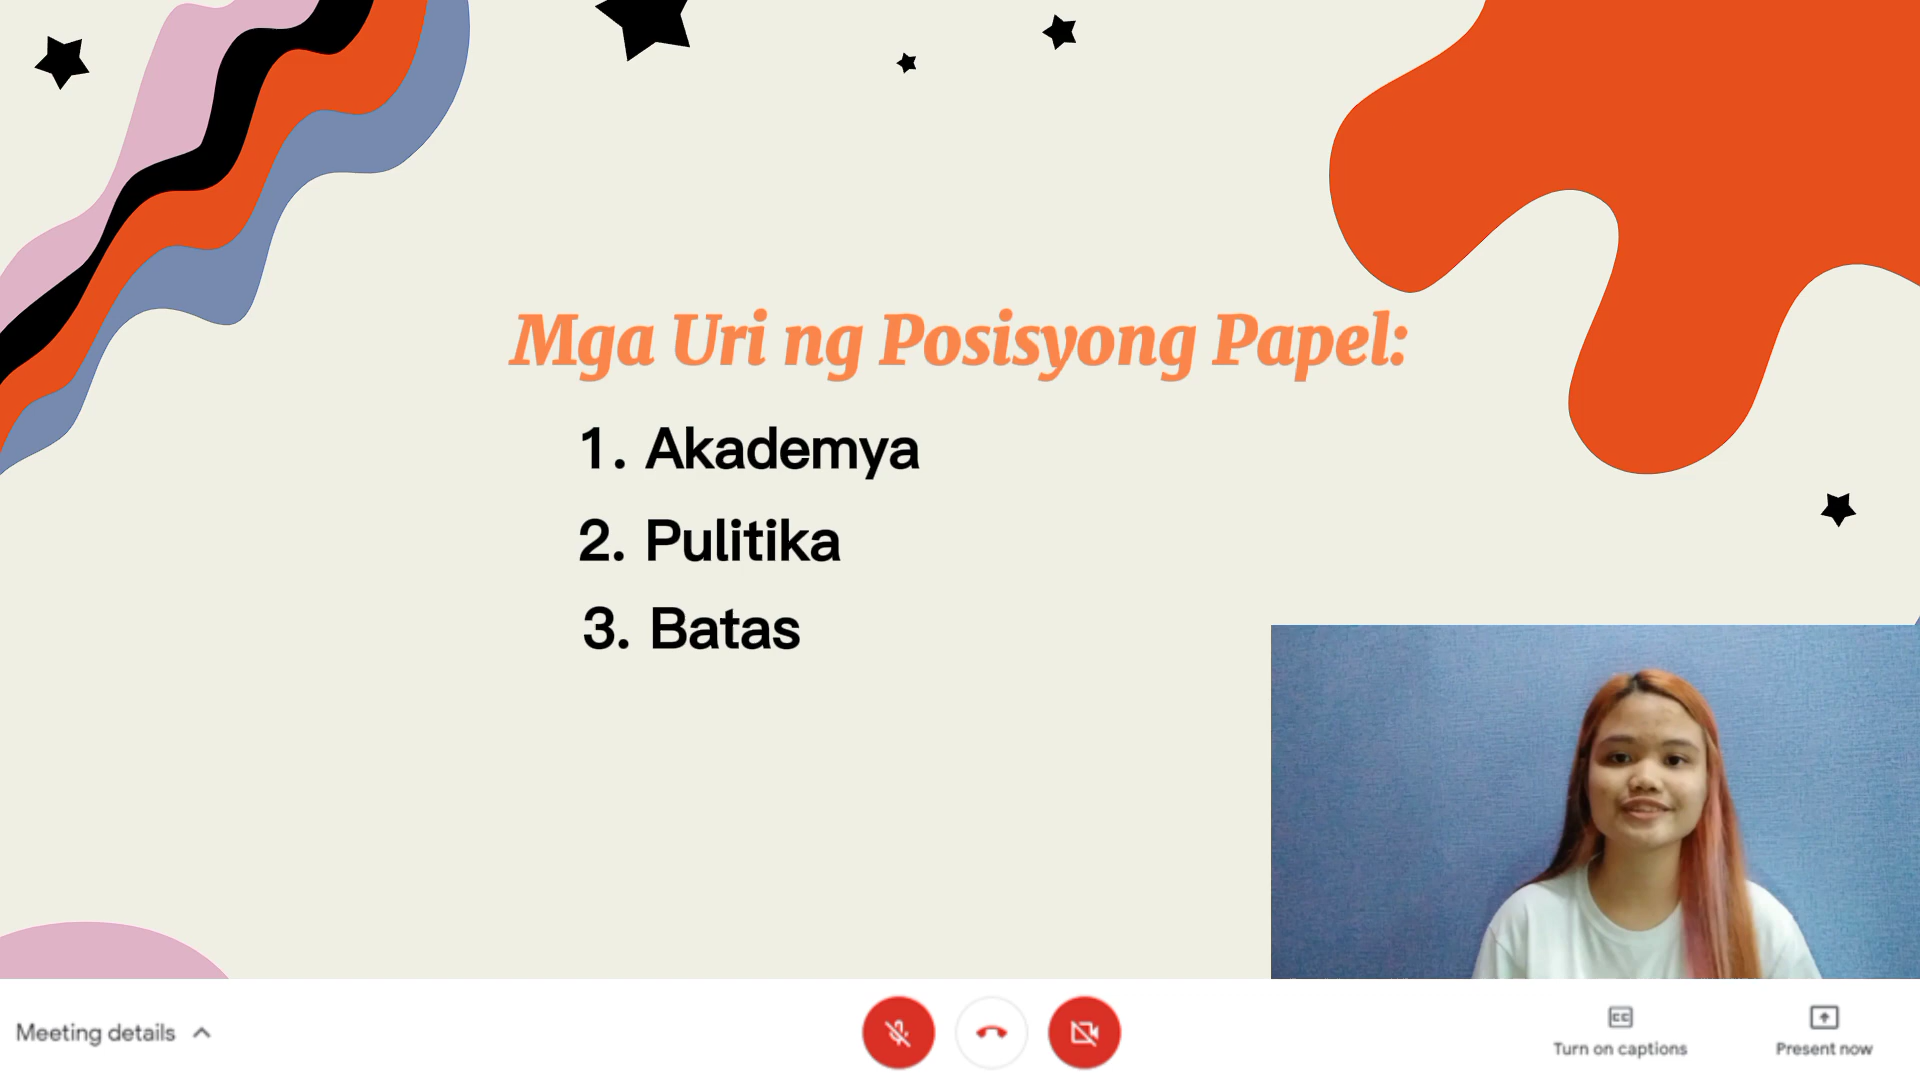 Mga Uri ng Posisyong Papel:
1. Akademya
2. Pulitika
3. Batas
Meeting details
Turn on captions
Present now